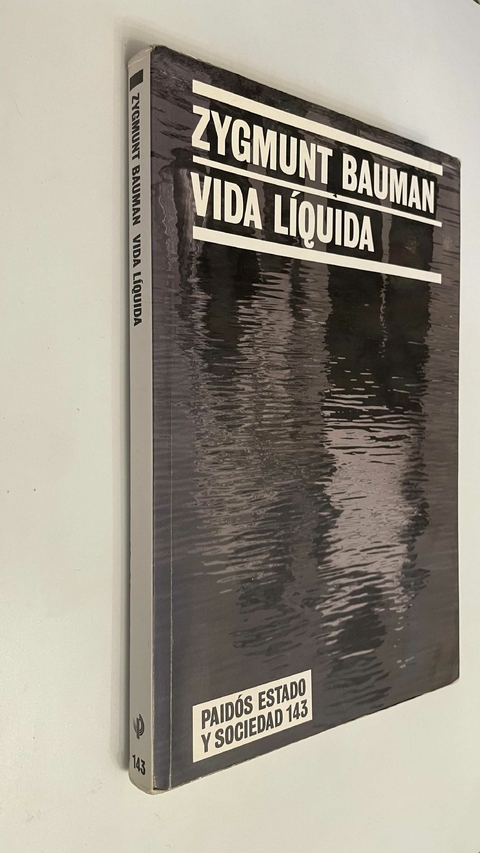 ZYGMUNT BAUMAN
VIDA LÍQUIDA
PAIDÓS ESTADO
Y SOCIEDAD 143
ZYGMUNT BAUMAN VIDA LÍQUIDA
143